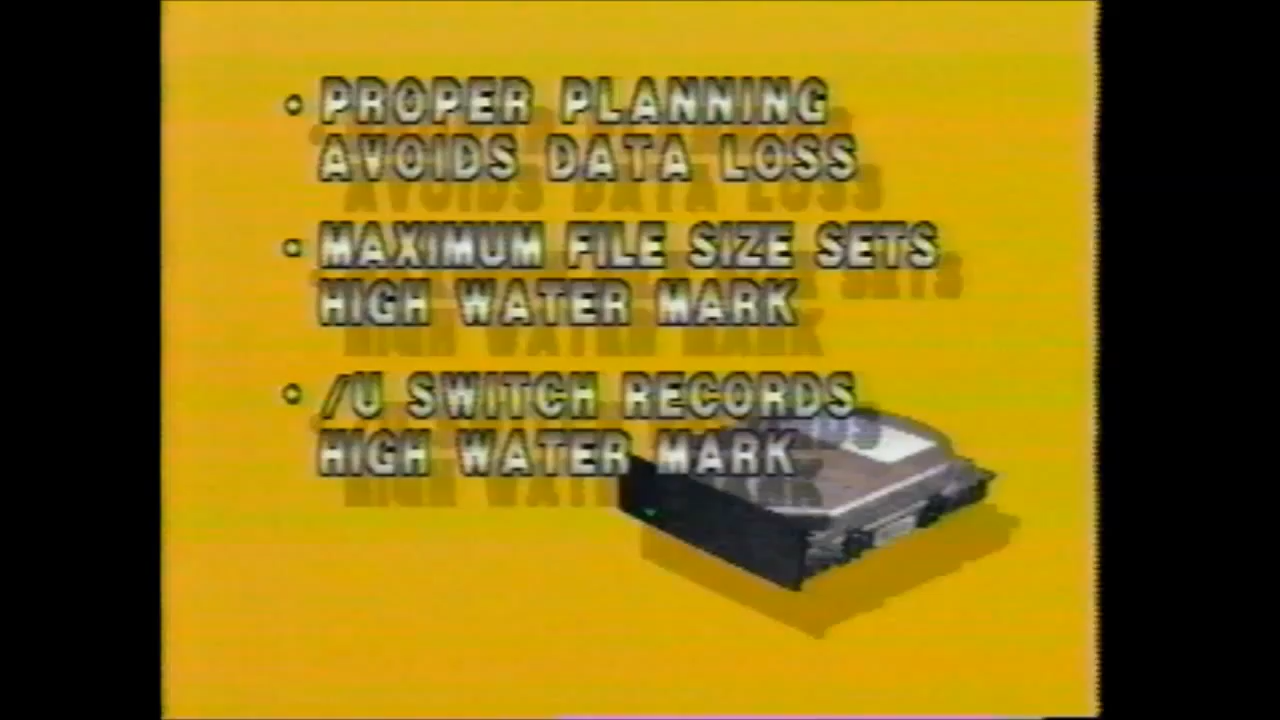 • PROPER PLANNING
AVOIDS DATA LOSS
• MAXIMUM FILE SIZE SETS
HIGH WATER MARK
• /U SWITCH RECORDS
HIGH WATER MARK